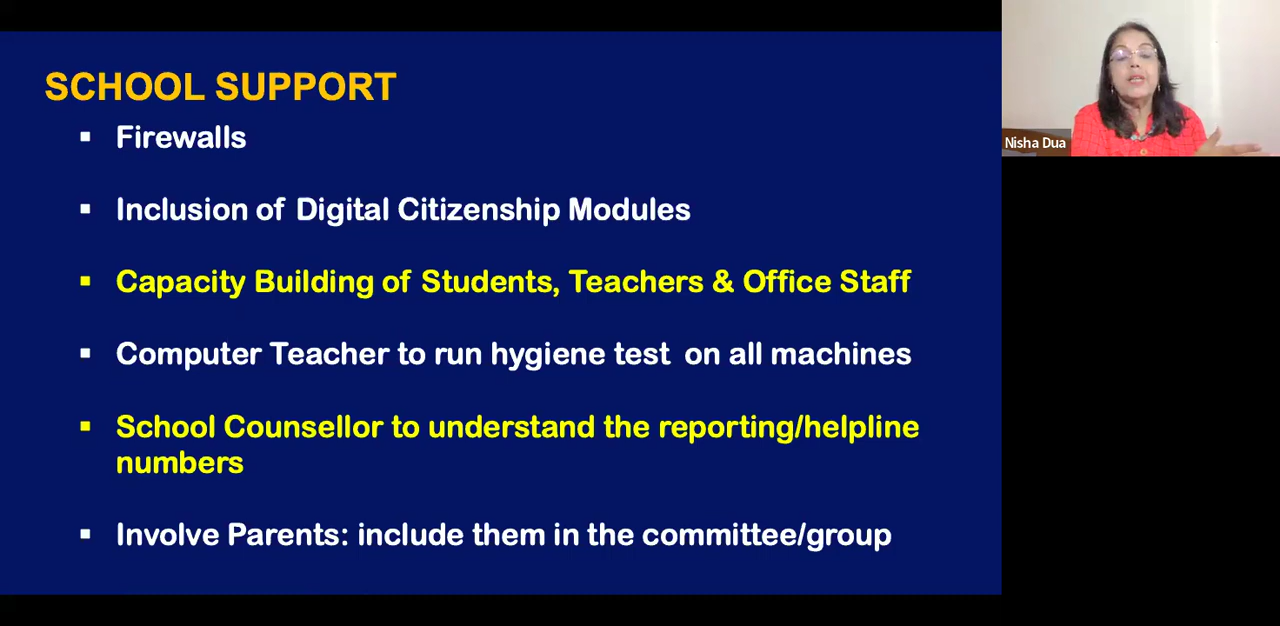 SCHOOL SUPPORT
▪ Firewalls
▪ Inclusion of Digital Citizenship Modules
▪ Capacity Building of Students, Teachers & Office Staff
▪ Computer Teacher to run hygiene test on all machines
▪ School Counsellor to understand the reporting/helpline
numbers
▪ Involve Parents: include them in the committee/group
Nisha Dua